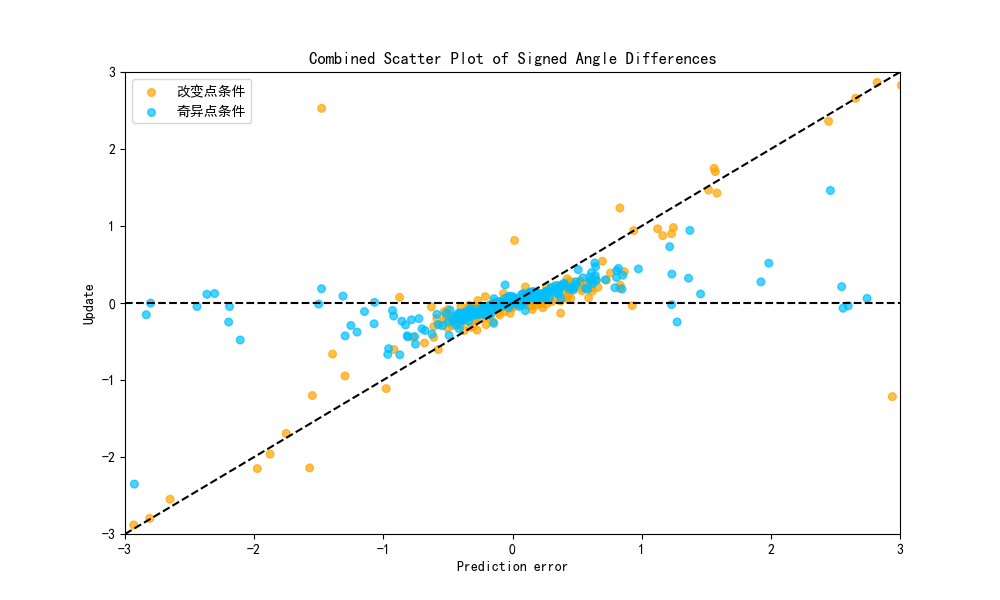 Combined Scatter Plot of Signed Angle Differences
改变点条件
奇异点条件
Update
3
2
1
0
−1
−2
−3
−3
−2
−1
0
1
2
3
Prediction error